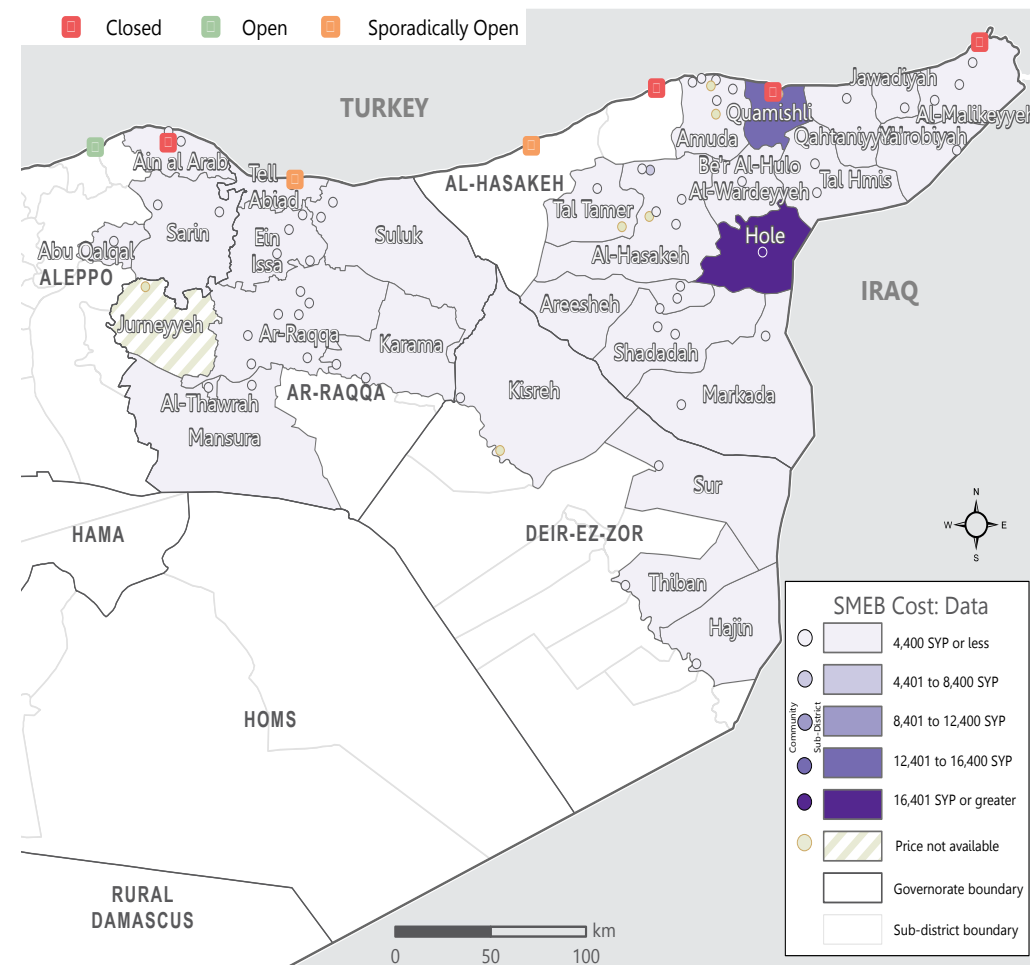 Closed
Open
Sporadically Open
TURKEY
Jawadiyah
Al-Malikeyyeh
Quamishli
Amuda
Qahtaniyyeh
Ya'robiyah
Ain al Arab
Tell
Abiad
AL-HASAKEH
Be'r Al-Hulo
Al-Wardeyyeh
Tal Hmis
Tal Tamer
Sarin
Ein
Issa
Suluk
Hole
Abu Qalqal
ALEPPO
Al-Hasakeh
IRAQ
Jurneyyeh
Ar-Raqqa
Karama
Areesheh
Shadadah
AR-RAQQA
Kisreh
Markada
Al-Thawrah
Mansura
Sur
HAMA
DEIR-EZ-ZOR
Thiban
Hajin
HOMS
RURAL
DAMASCUS
N
W
E
S
SMEB Cost: Data
4,400 SYP or less
4,401 to 8,400 SYP
8,401 to 12,400 SYP
12,401 to 16,400 SYP
16,401 SYP or greater
Price not available
Governorate boundary
Sub-district boundary
Community
Sub-District
km
0
50
100